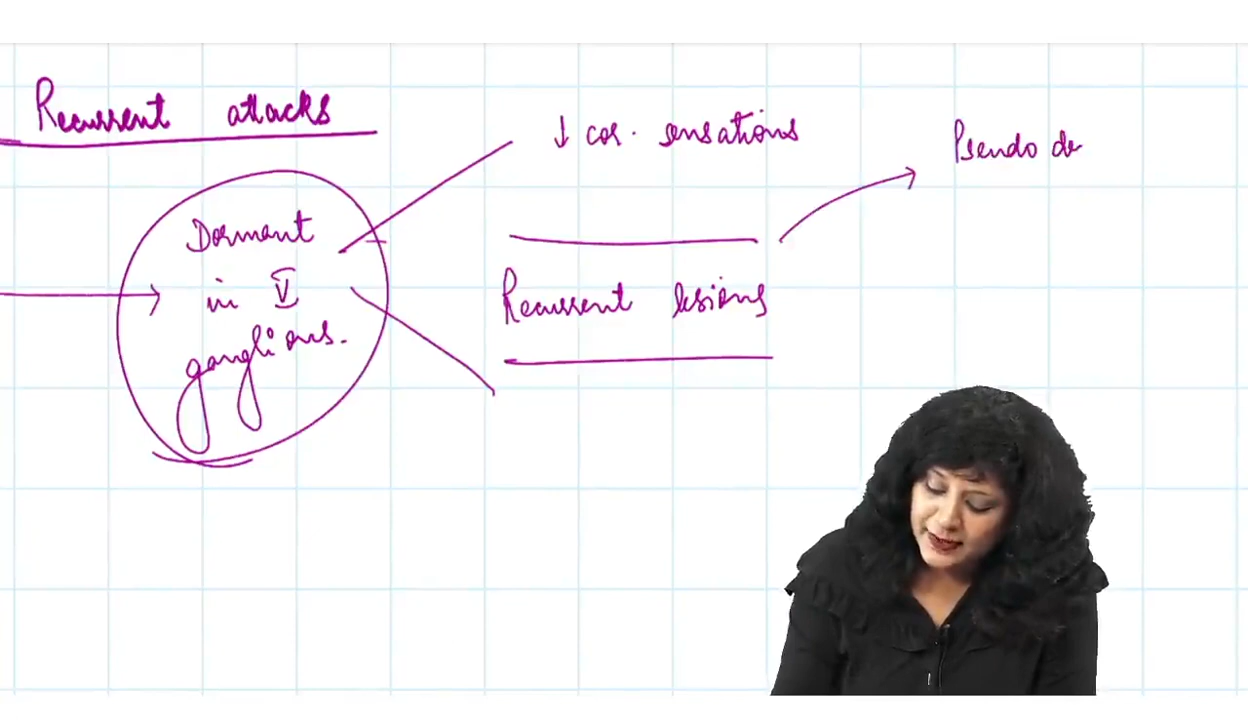 Recurrent attacks
↓ cor. sensations
Pseudo de
Dormant
in V
ganglions.
Recurrent lesions